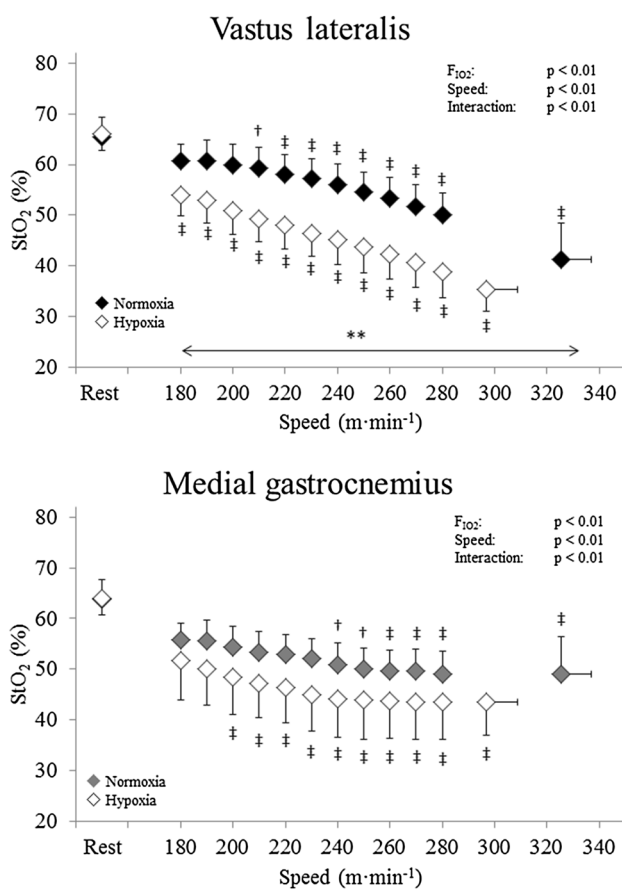 Vastus lateralis
80
70
60
50
40
30
20
StO₂ (%)
F_IO2: p < 0.01
Speed: p < 0.01
Interaction: p < 0.01
† ‡ ‡ ‡ ‡ ‡ ‡ ‡
‡
‡ ‡ ‡ ‡ ‡ ‡ ‡ ‡ ‡ ‡ ‡ ‡
Normoxia
Hypoxia
**
Rest 180 200 220 240 260 280 300 320 340
Speed (m·min⁻¹)
Medial gastrocnemius
80
70
60
50
40
30
20
StO₂ (%)
F_IO2: p < 0.01
Speed: p < 0.01
Interaction: p < 0.01
† † ‡ ‡ ‡ ‡
‡ ‡ ‡ ‡ ‡ ‡ ‡ ‡ ‡ ‡
Normoxia
Hypoxia
Rest 180 200 220 240 260 280 300 320 340
Speed (m·min⁻¹)